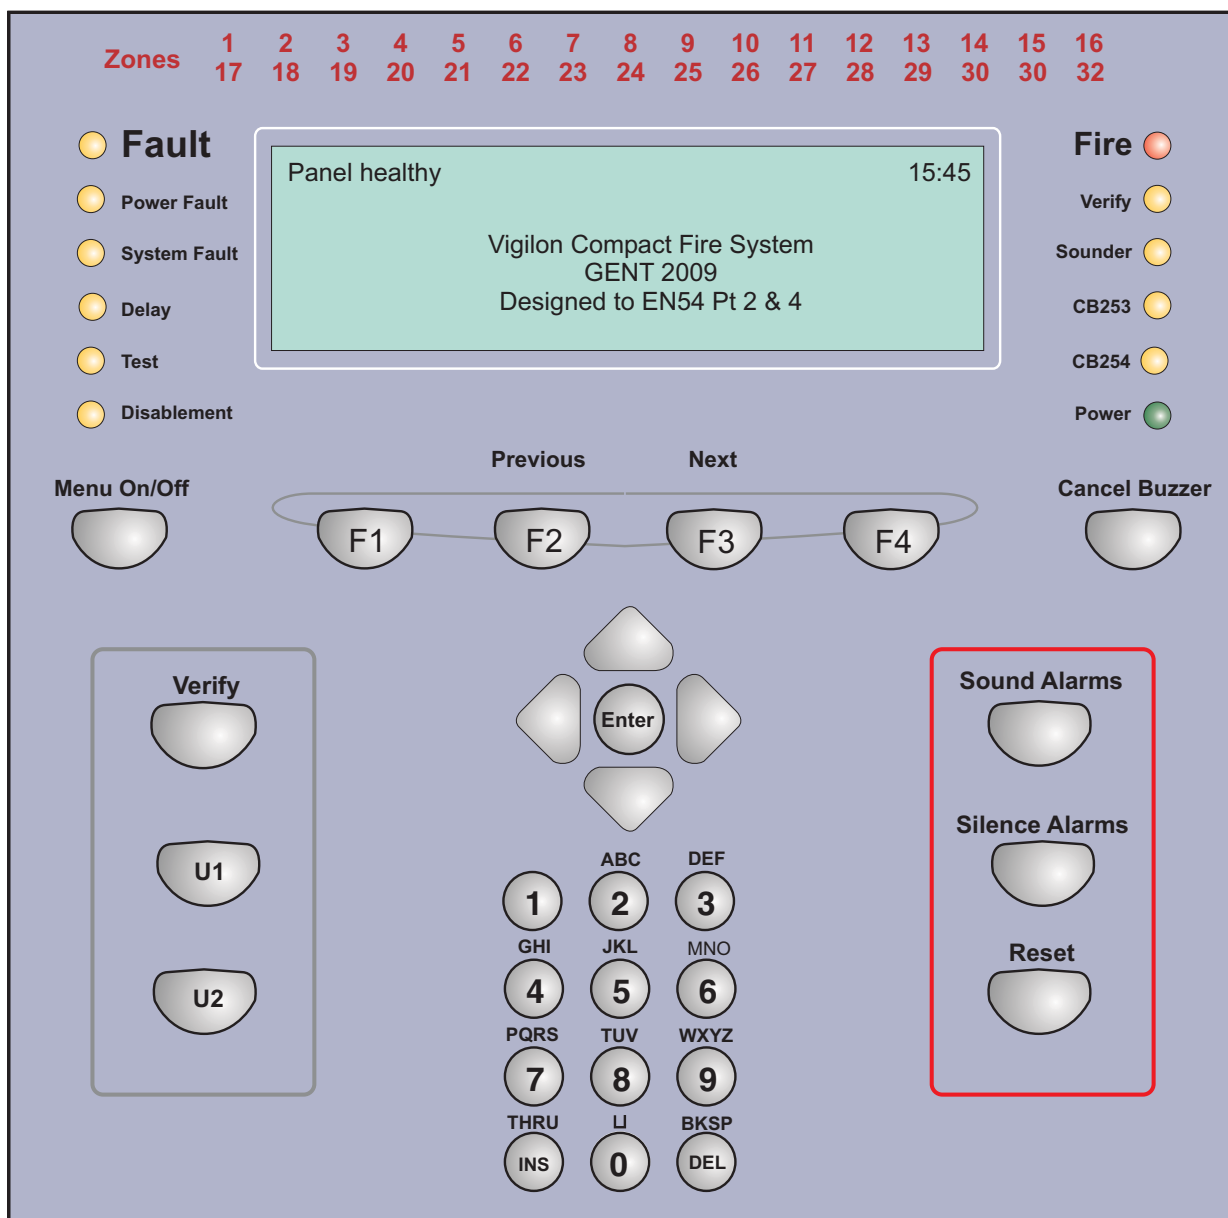 Zones
1 2 3 4 5 6 7 8 9 10 11 12 13 14 15 16
17 18 19 20 21 22 23 24 25 26 27 28 29 30 30 32
Fault
Power Fault
System Fault
Delay
Test
Disablement
Panel healthy 15:45
Vigilon Compact Fire System
GENT 2009
Designed to EN54 Pt 2 & 4
Fire
Verify
Sounder
CB253
CB254
Power
Previous Next
Menu On/Off
F1 F2 F3 F4
Cancel Buzzer
Verify
U1
U2
Enter
ABC DEF
1 2 3
GHI JKL MNO
4 5 6
PQRS TUV WXYZ
7 8 9
THRU ⊔ BKSP
INS 0 DEL
Sound Alarms
Silence Alarms
Reset